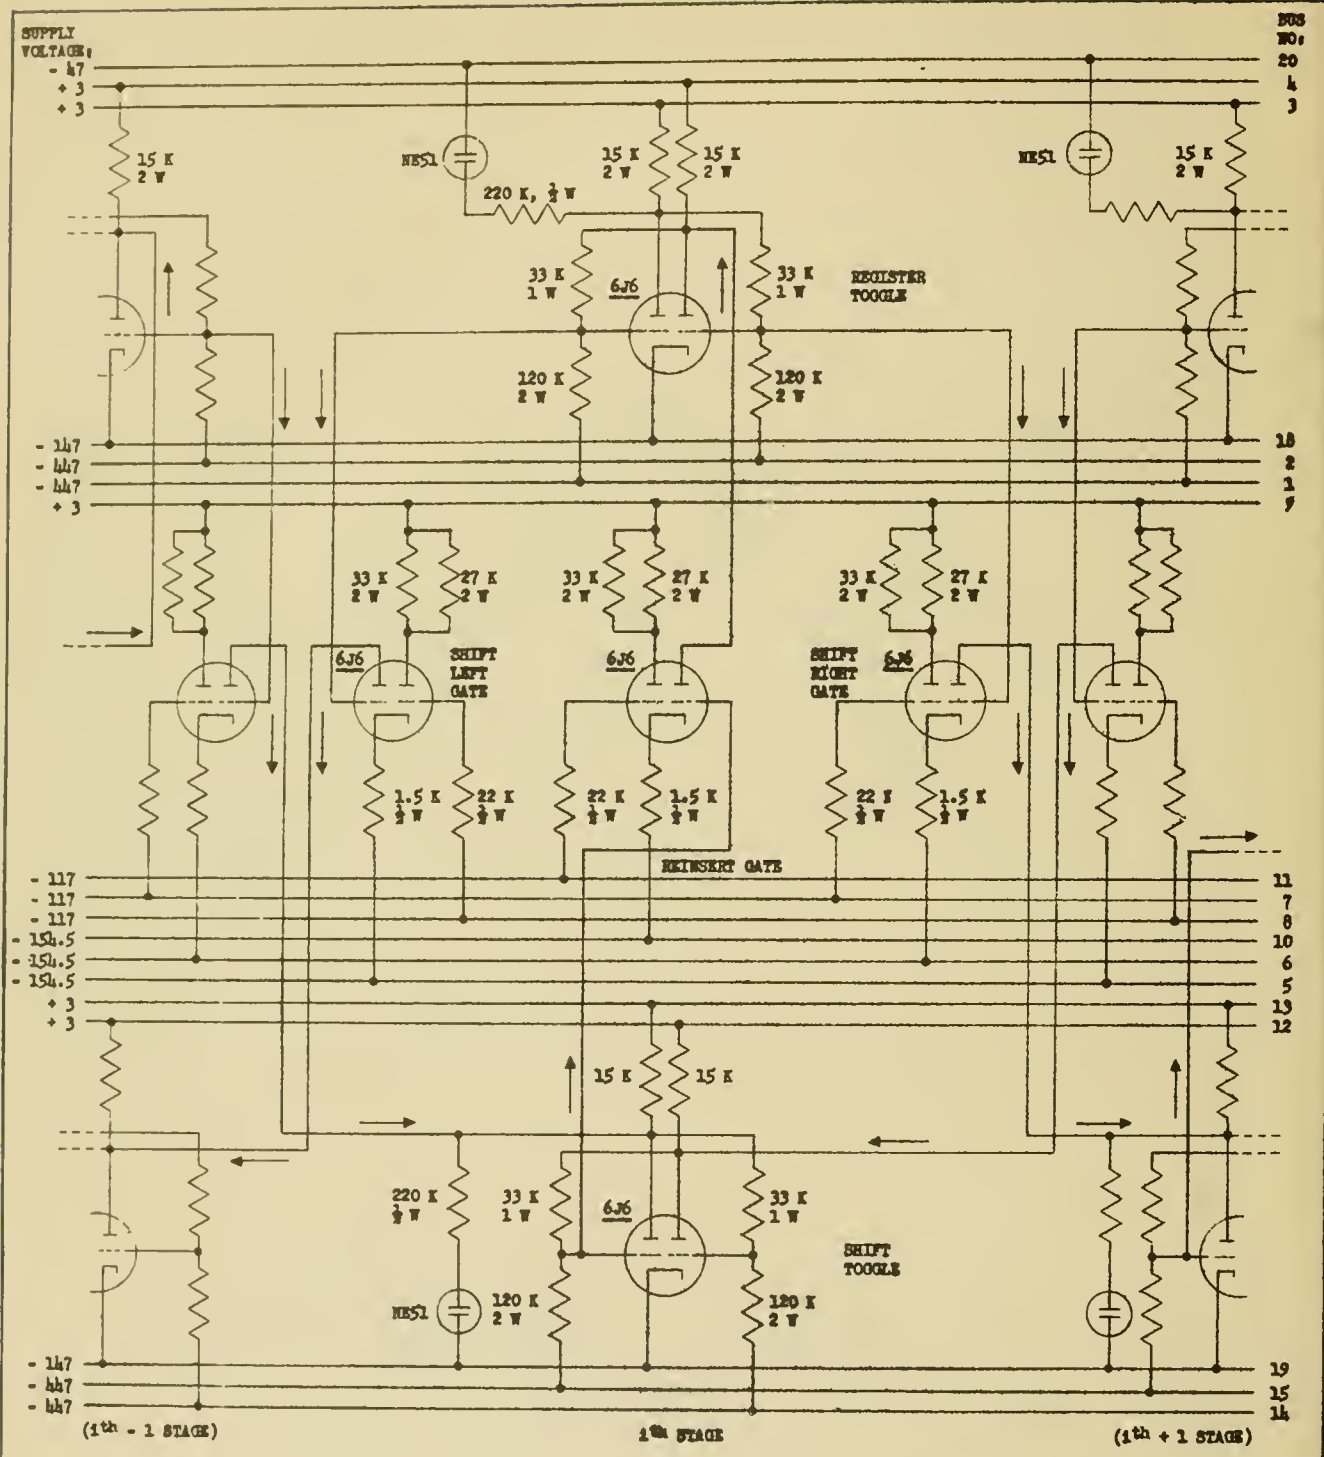 SUPPLY
VOLTAGE:
BUS
NO:
- 47
20
+ 3
4
+ 3
3
15 K
2 W
NE51
15 K
2 W
15 K
2 W
NE51
15 K
2 W
220 K, ½ W
33 K
1 W
6J6
33 K
1 W
REGISTER
TOGGLE
120 K
2 W
120 K
2 W
- 147
18
- 447
2
- 447
1
+ 3
9
33 K
2 W
27 K
2 W
33 K
2 W
27 K
2 W
33 K
2 W
27 K
2 W
6J6
SHIFT
LEFT
GATE
6J6
SHIFT
RIGHT
GATE
6J6
1.5 K
½ W
22 K
½ W
22 K
½ W
1.5 K
½ W
22 K
½ W
1.5 K
½ W
REINSERT GATE
- 117
11
- 117
7
- 117
8
- 154.5
10
- 154.5
6
- 154.5
5
+ 3
13
+ 3
12
15 K
15 K
220 K
½ W
33 K
1 W
6J6
33 K
1 W
SHIFT
TOGGLE
NE51
120 K
2 W
120 K
2 W
- 147
19
- 447
15
- 447
14
(ith - 1 STAGE)
ith STAGE
(ith + 1 STAGE)